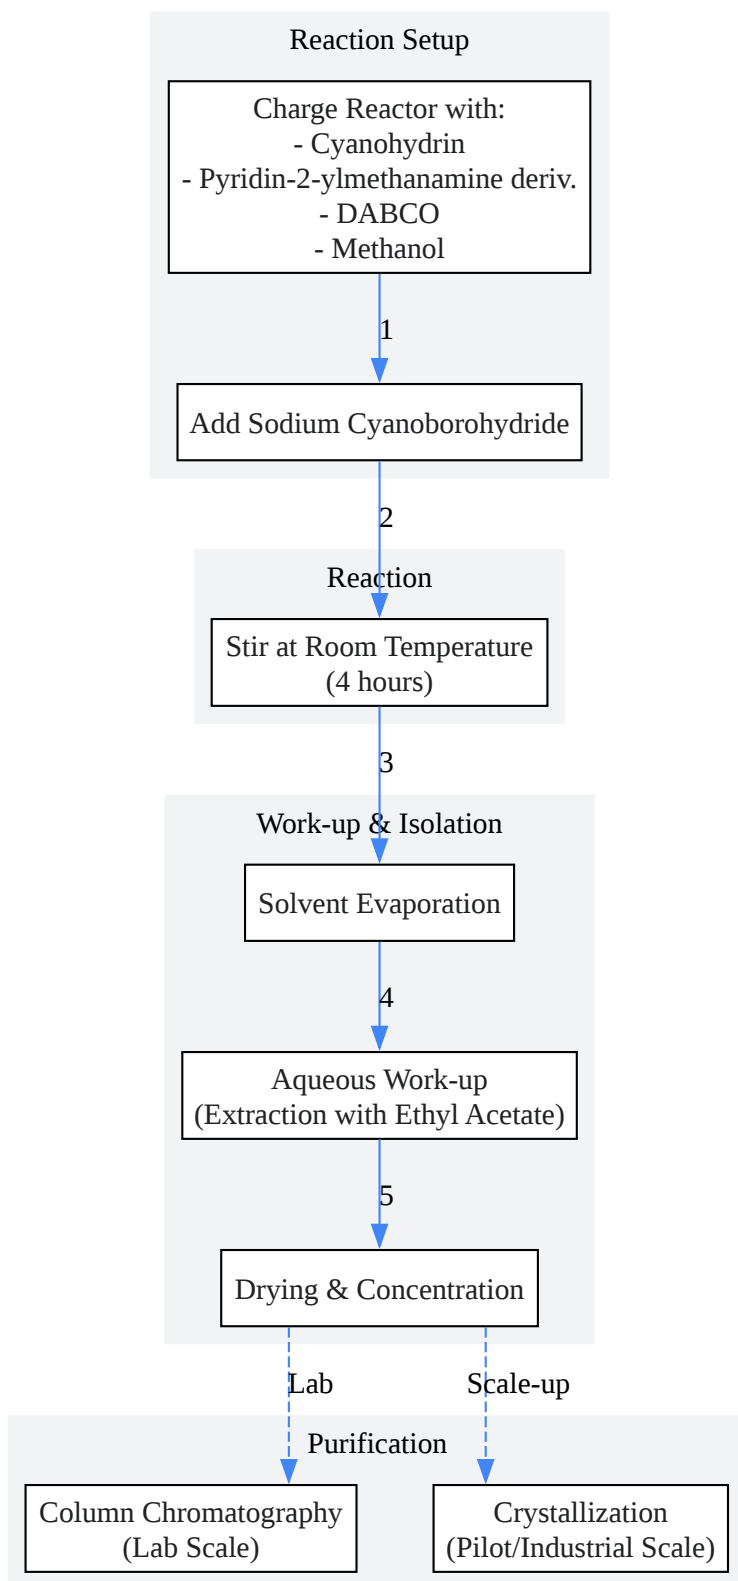 Reaction Setup
Charge Reactor with:
- Cyanohydrin
- Pyridin-2-ylmethanamine deriv.
- DABCO
- Methanol
1
Add Sodium Cyanoborohydride
2
Reaction
Stir at Room Temperature
(4 hours)
3
Work-up & Isolation
Solvent Evaporation
4
Aqueous Work-up
(Extraction with Ethyl Acetate)
5
Drying & Concentration
Lab
Scale-up
Purification
Column Chromatography
(Lab Scale)
Crystallization
(Pilot/Industrial Scale)